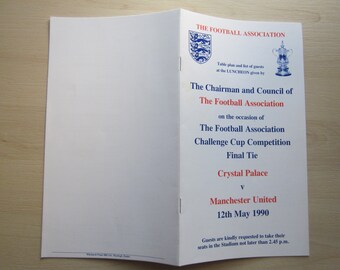 THE FOOTBALL ASSOCIATION
Table plan and list of guests
at the LUNCHEON given by
The Chairman and Council of
The Football Association
on the occasion of
The Football Association
Challenge Cup Competition
Final Tie
Crystal Palace
v
Manchester United
12th May 1990
Guests are kindly requested to take their
seats in the Stadium not later than 2.45 p.m.